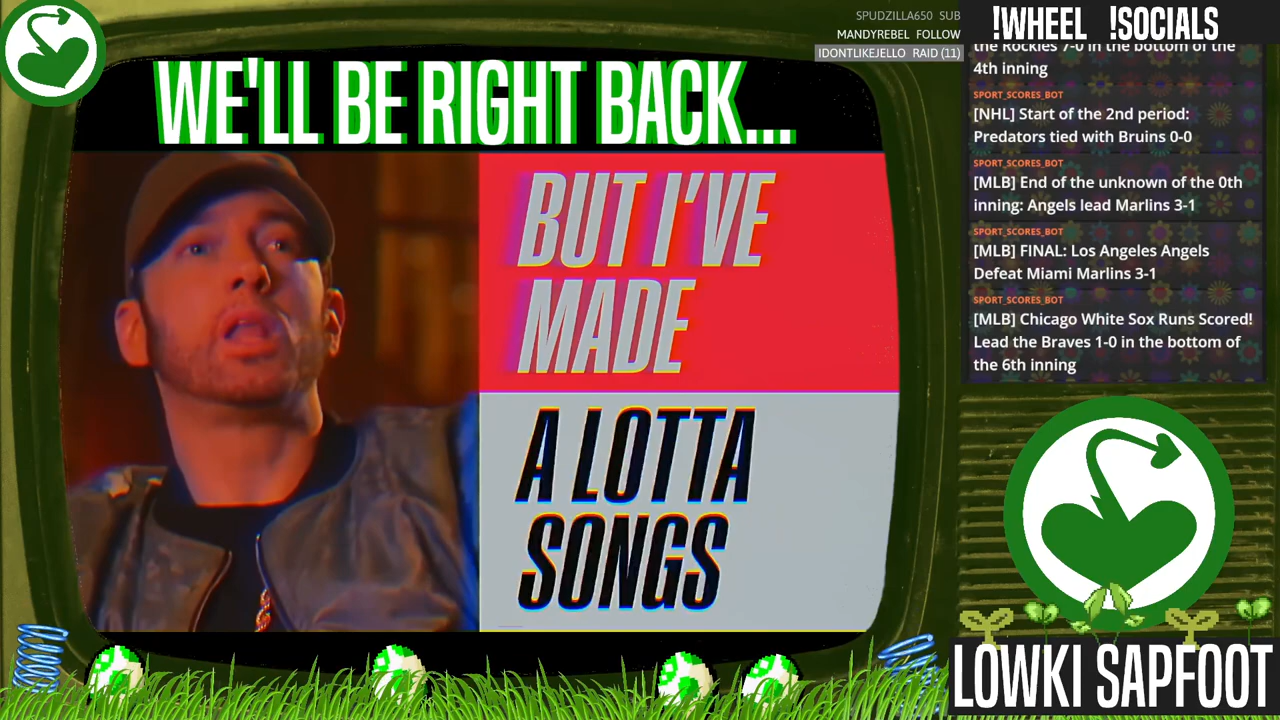 SPUDZILLA650 SUB
MANDYREBEL FOLLOW
IDONTLIKEJELLO RAID (11)
!WHEEL !SOCIALS
WE'LL BE RIGHT BACK...
BUT I'VE
MADE
A LOTTA
SONGS
the Rockies 7-0 in the bottom of the
4th inning
SPORT_SCORES_BOT
[NHL] Start of the 2nd period:
Predators tied with Bruins 0-0
SPORT_SCORES_BOT
[MLB] End of the unknown of the 0th
inning: Angels lead Marlins 3-1
SPORT_SCORES_BOT
[MLB] FINAL: Los Angeles Angels
Defeat Miami Marlins 3-1
SPORT_SCORES_BOT
[MLB] Chicago White Sox Runs Scored!
Lead the Braves 1-0 in the bottom of
the 6th inning
LOWKI SAPFOOT